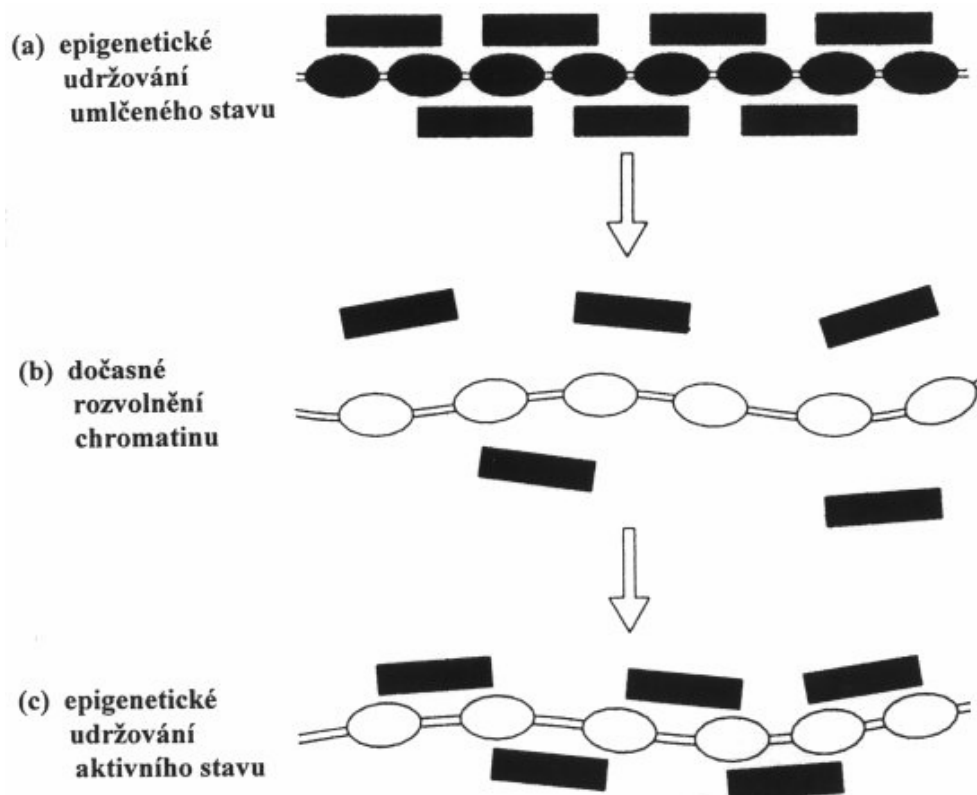 (a) epigenetické
udržování
umlčeného stavu
(b) dočasné
rozvolnění
chromatinu
(c) epigenetické
udržování
aktivního stavu